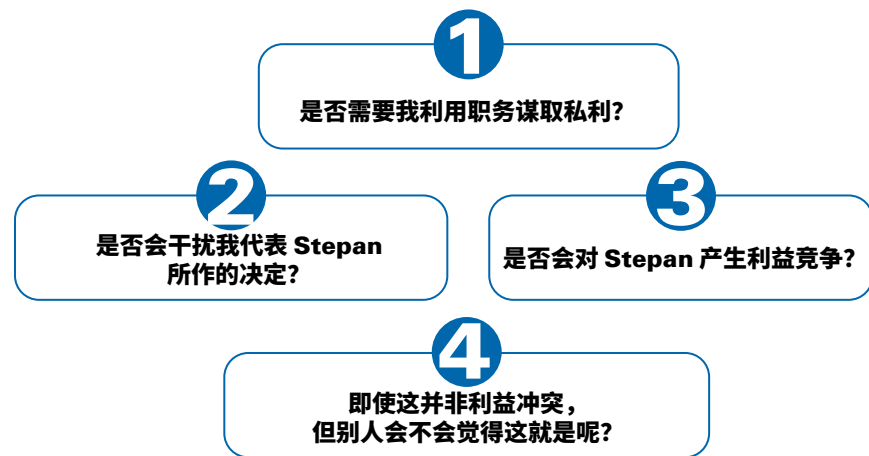 1
是否需要我利用职务谋取私利？
2
是否会干扰我代表 Stepan
所作的决定？
3
是否会对 Stepan 产生利益竞争？
4
即使这并非利益冲突，
但别人会不会觉得这就是呢？